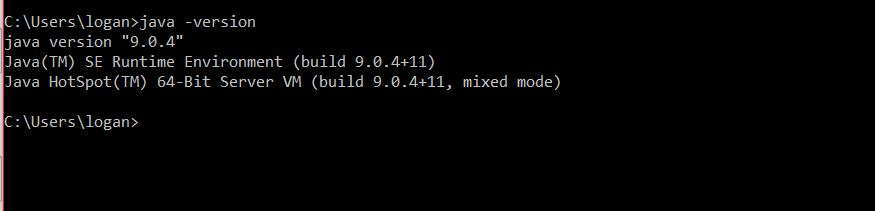 C:\Users\logan>java -version
java version "9.0.4"
Java(TM) SE Runtime Environment (build 9.0.4+11)
Java HotSpot(TM) 64-Bit Server VM (build 9.0.4+11, mixed mode)
C:\Users\logan>